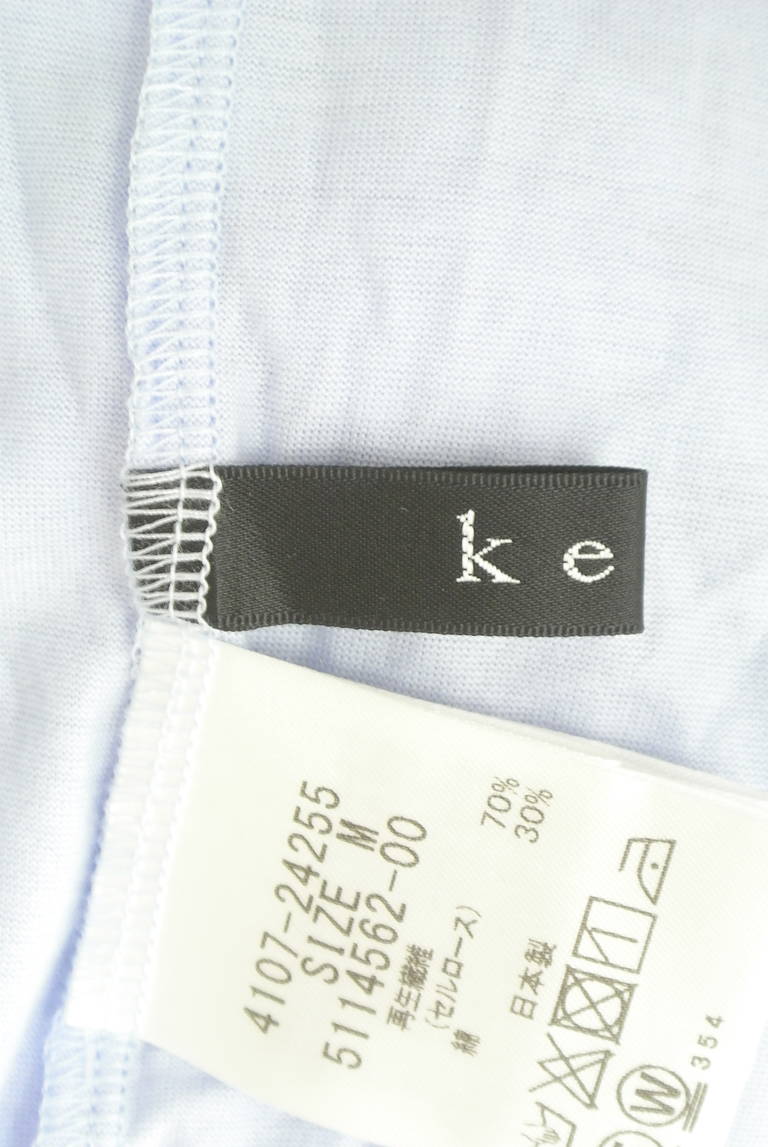 k e
4107-24255
SIZE M
5114562-00
再生繊維 70%
(セルロース)
綿 30%
日本製
W
354